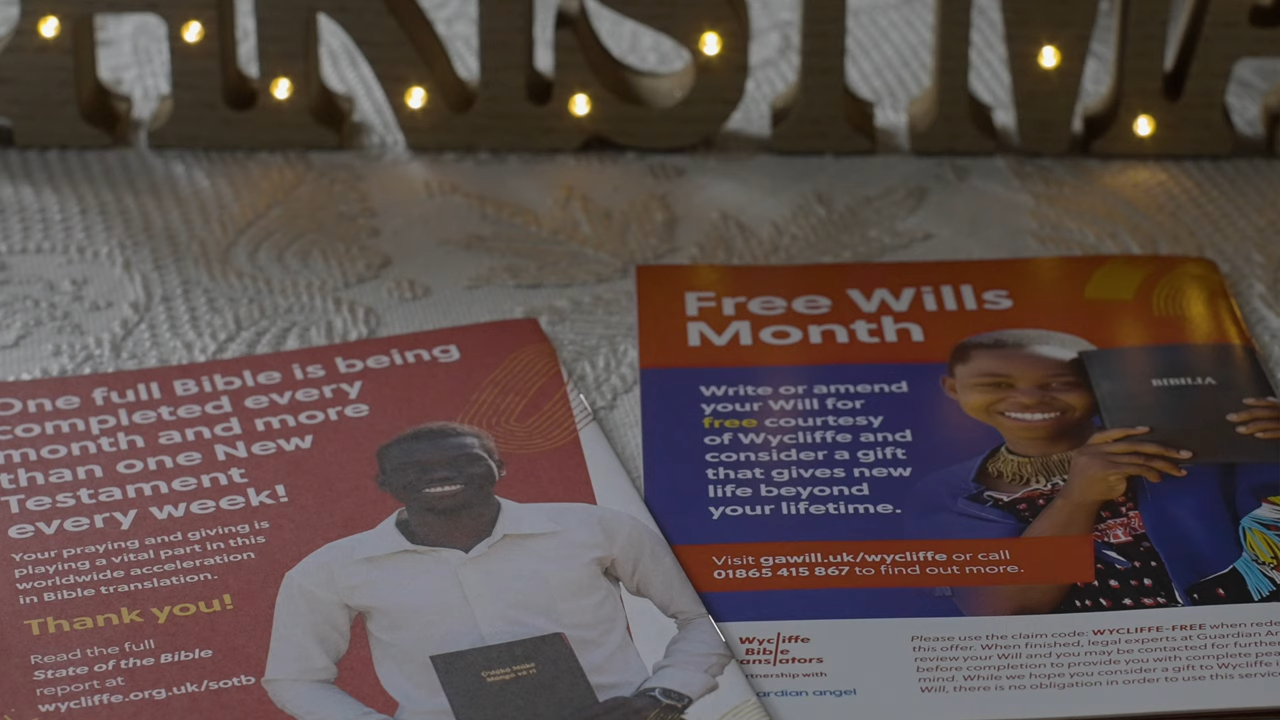 One full Bible is being
completed every
month and more
than one New
Testament
every week!
Your praying and giving is
playing a vital part in this
worldwide acceleration
in Bible translation.
Thank you!
Read the full
State of the Bible
report at
wycliffe.org.uk/sotb
Free Wills
Month
Write or amend
your Will for
free courtesy
of Wycliffe and
consider a gift
that gives new
life beyond
your lifetime.
BIBILIA
Visit gawill.uk/wycliffe or call
01865 415 867 to find out more.
Wycliffe
Bible
anslators
rtnership with
ardian angel
Please use the claim code: WYCLIFFE-FREE when rede
this offer. When finished, legal experts at Guardian An
review your Will and you may be contacted for further
before completion to provide you with complete pea
mind. While we hope you consider a gift to Wycliffe i
Will, there is no obligation in order to use this servic